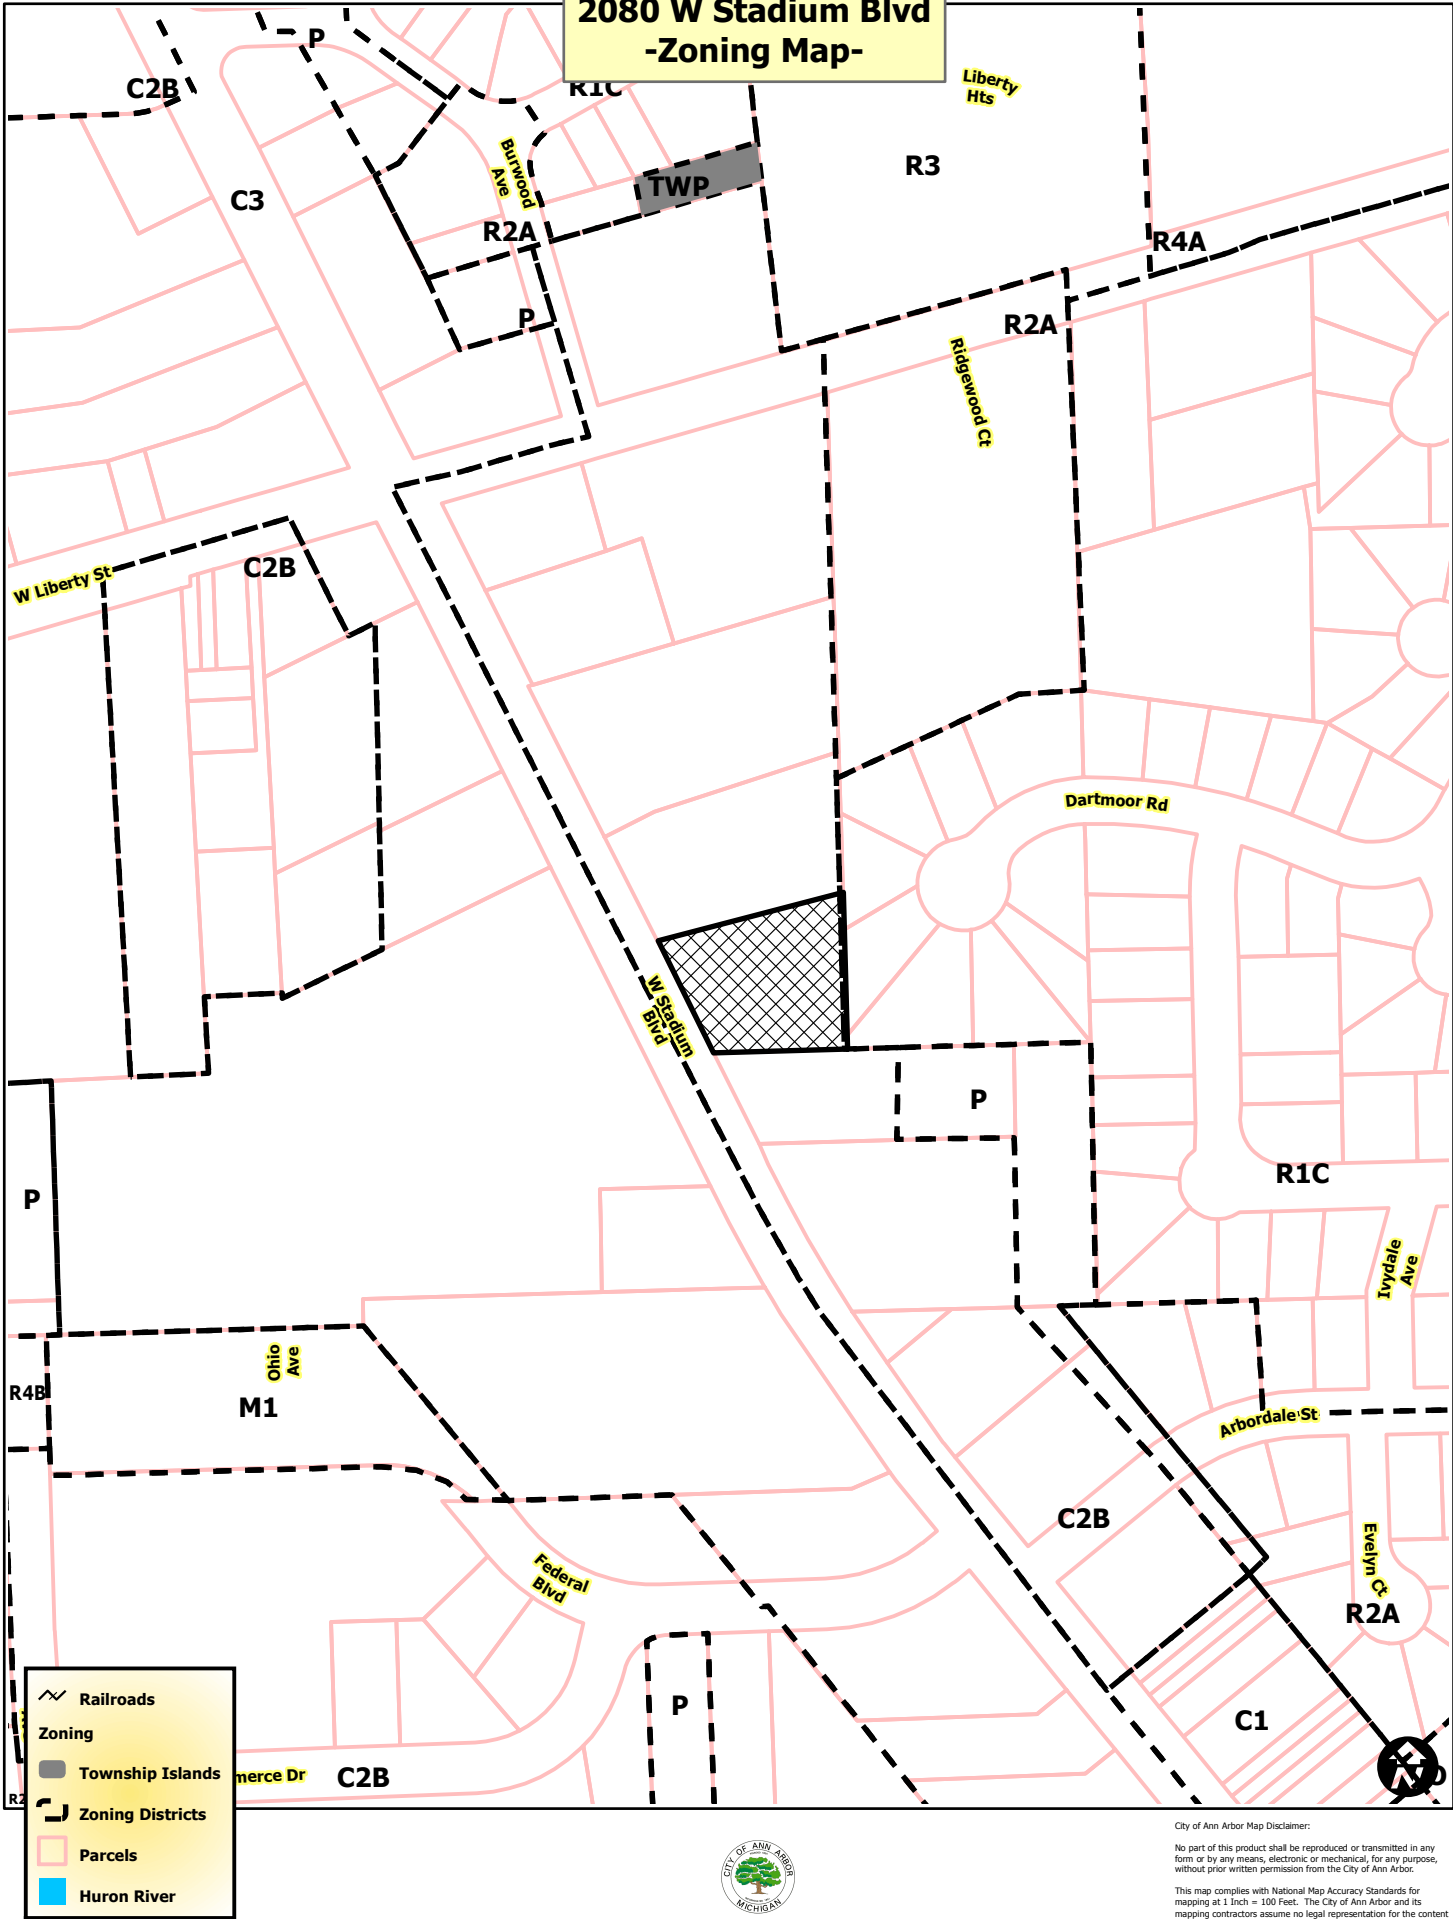 2080 W Stadium Blvd
-Zoning Map-
P
C2B
R1C
Liberty
Hts
Burwood
Ave
R3
TWP
C3
R2A
R4A
P
R2A
Ridgewood Ct
W Liberty St
C2B
Dartmoor Rd
W Stadium
Blvd
P
P
R1C
Ivydale
Ave
Ohio
Ave
R4B
M1
Arbordale St
C2B
Evelyn Ct
Federal
Blvd
R2A
P
C1
merce Dr
C2B
R2
Railroads
Zoning
Township Islands
Zoning Districts
Parcels
Huron River
CITY OF ANN ARBOR
MICHIGAN
City of Ann Arbor Map Disclaimer:
No part of this product shall be reproduced or transmitted in any
form or by any means, electronic or mechanical, for any purpose,
without prior written permission from the City of Ann Arbor.
This map complies with National Map Accuracy Standards for
mapping at 1 Inch = 100 Feet. The City of Ann Arbor and its
mapping contractors assume no legal representation for the content